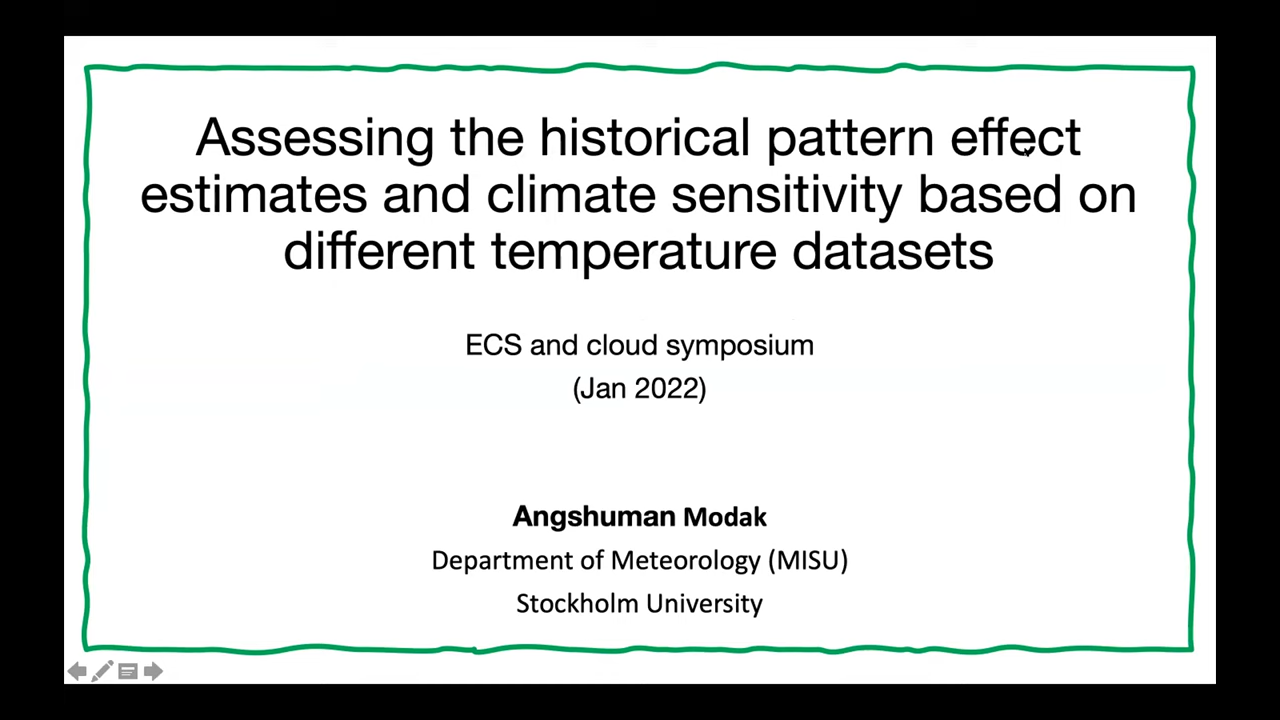 Assessing the historical pattern effect
estimates and climate sensitivity based on
different temperature datasets
ECS and cloud symposium
(Jan 2022)
Angshuman Modak
Department of Meteorology (MISU)
Stockholm University